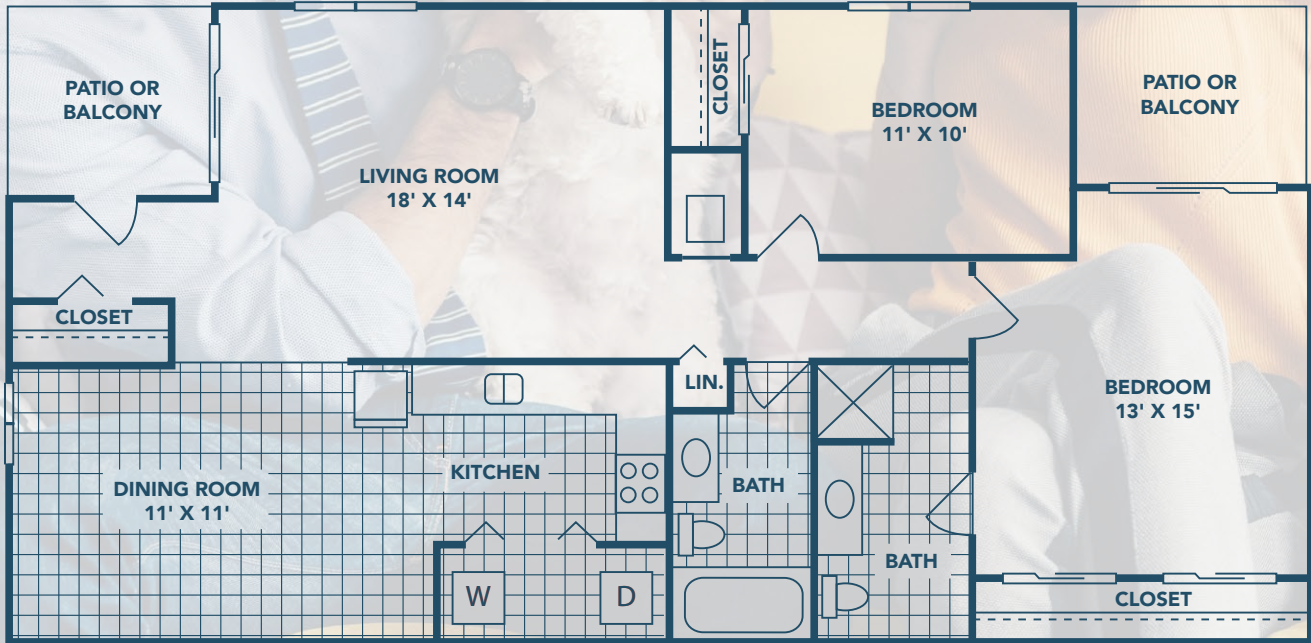 PATIO OR
BALCONY
LIVING ROOM
18' X 14'
CLOSET
BEDROOM
11' X 10'
PATIO OR
BALCONY
CLOSET
LIN.
BEDROOM
13' X 15'
DINING ROOM
11' X 11'
KITCHEN
BATH
BATH
W
D
CLOSET